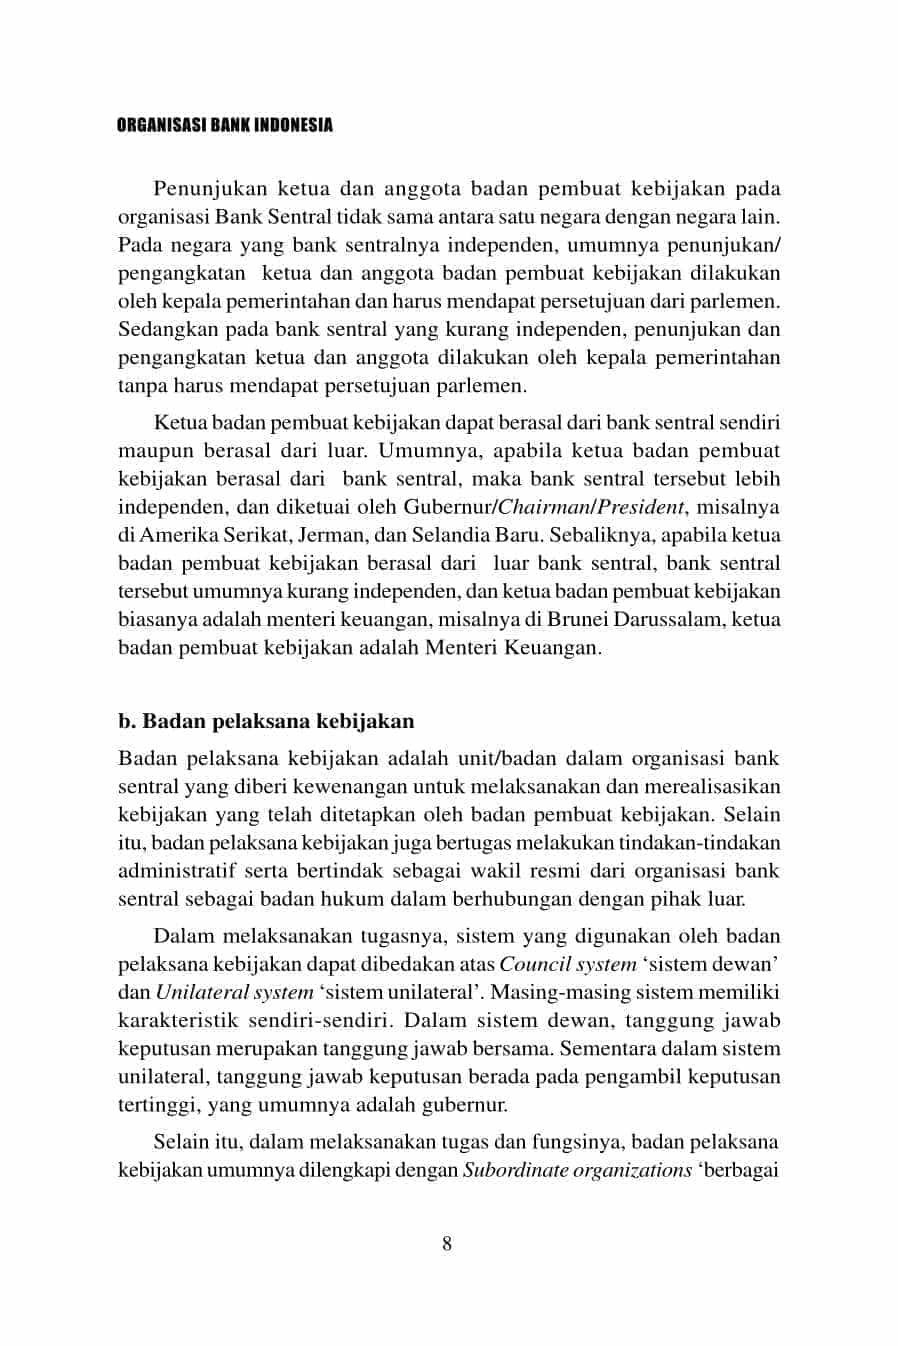 ORGANISASI BANK INDONESIA
Penunjukan ketua dan anggota badan pembuat kebijakan pada
organisasi Bank Sentral tidak sama antara satu negara dengan negara lain.
Pada negara yang bank sentralnya independen, umumnya penunjukan/
pengangkatan ketua dan anggota badan pembuat kebijakan dilakukan
oleh kepala pemerintahan dan harus mendapat persetujuan dari parlemen.
Sedangkan pada bank sentral yang kurang independen, penunjukan dan
pengangkatan ketua dan anggota dilakukan oleh kepala pemerintahan
tanpa harus mendapat persetujuan parlemen.
Ketua badan pembuat kebijakan dapat berasal dari bank sentral sendiri
maupun berasal dari luar. Umumnya, apabila ketua badan pembuat
kebijakan berasal dari bank sentral, maka bank sentral tersebut lebih
independen, dan diketuai oleh Gubernur/Chairman/President, misalnya
di Amerika Serikat, Jerman, dan Selandia Baru. Sebaliknya, apabila ketua
badan pembuat kebijakan berasal dari luar bank sentral, bank sentral
tersebut umumnya kurang independen, dan ketua badan pembuat kebijakan
biasanya adalah menteri keuangan, misalnya di Brunei Darussalam, ketua
badan pembuat kebijakan adalah Menteri Keuangan.
b. Badan pelaksana kebijakan
Badan pelaksana kebijakan adalah unit/badan dalam organisasi bank
sentral yang diberi kewenangan untuk melaksanakan dan merealisasikan
kebijakan yang telah ditetapkan oleh badan pembuat kebijakan. Selain
itu, badan pelaksana kebijakan juga bertugas melakukan tindakan-tindakan
administratif serta bertindak sebagai wakil resmi dari organisasi bank
sentral sebagai badan hukum dalam berhubungan dengan pihak luar.
Dalam melaksanakan tugasnya, sistem yang digunakan oleh badan
pelaksana kebijakan dapat dibedakan atas Council system ‘sistem dewan’
dan Unilateral system ‘sistem unilateral’. Masing-masing sistem memiliki
karakteristik sendiri-sendiri. Dalam sistem dewan, tanggung jawab
keputusan merupakan tanggung jawab bersama. Sementara dalam sistem
unilateral, tanggung jawab keputusan berada pada pengambil keputusan
tertinggi, yang umumnya adalah gubernur.
Selain itu, dalam melaksanakan tugas dan fungsinya, badan pelaksana
kebijakan umumnya dilengkapi dengan Subordinate organizations ‘berbagai
8